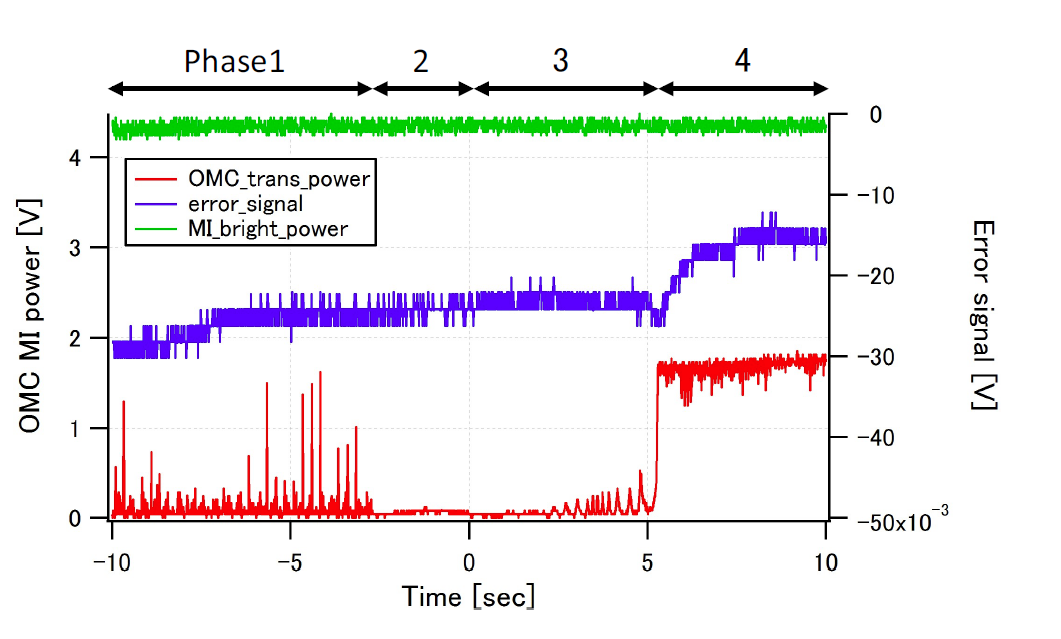 Phase1 2 3 4
OMC_trans_power
error_signal
MI_bright_power
OMC MI power [V]
4
3
2
1
0
0
−10
−20
−30
−40
−50x10⁻³
Error signal [V]
−10 −5 0 5 10
Time [sec]